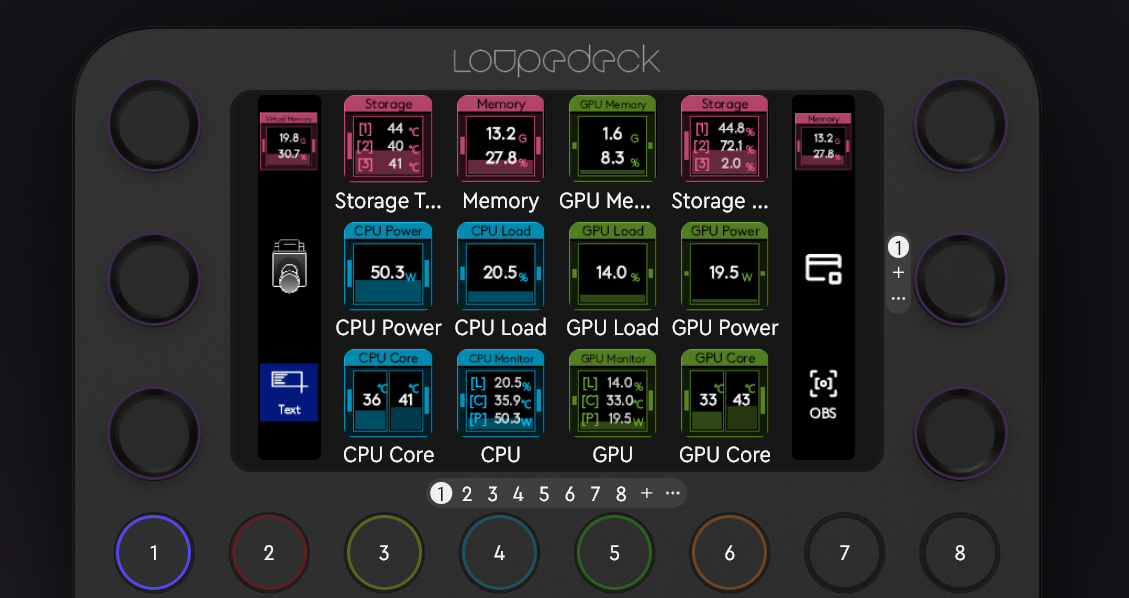 Loupedeck
Virtual Memory
19.8 G
30.7 %
Text
Storage
[1] 44 ℃
[2] 40 ℃
[3] 41 ℃
Storage T...
Memory
13.2 G
27.8 %
Memory
GPU Memory
1.6 G
8.3 %
GPU Me...
Storage
[1] 44.8 %
[2] 72.1 %
[3] 2.0 %
Storage ...
CPU Power
50.3 W
CPU Power
CPU Load
20.5 %
CPU Load
GPU Load
14.0 %
GPU Load
GPU Power
19.5 W
GPU Power
CPU Core
℃ ℃
36 41
CPU Core
CPU Monitor
[L] 20.5 %
[C] 35.9 ℃
[P] 50.3 W
CPU
GPU Monitor
[L] 14.0 %
[C] 33.0 ℃
[P] 19.5 W
GPU
GPU Core
℃ ℃
33 43
GPU Core
Memory
13.2 G
27.8 %
OBS
1
+
...
1 2 3 4 5 6 7 8 + ...
1 2 3 4 5 6 7 8